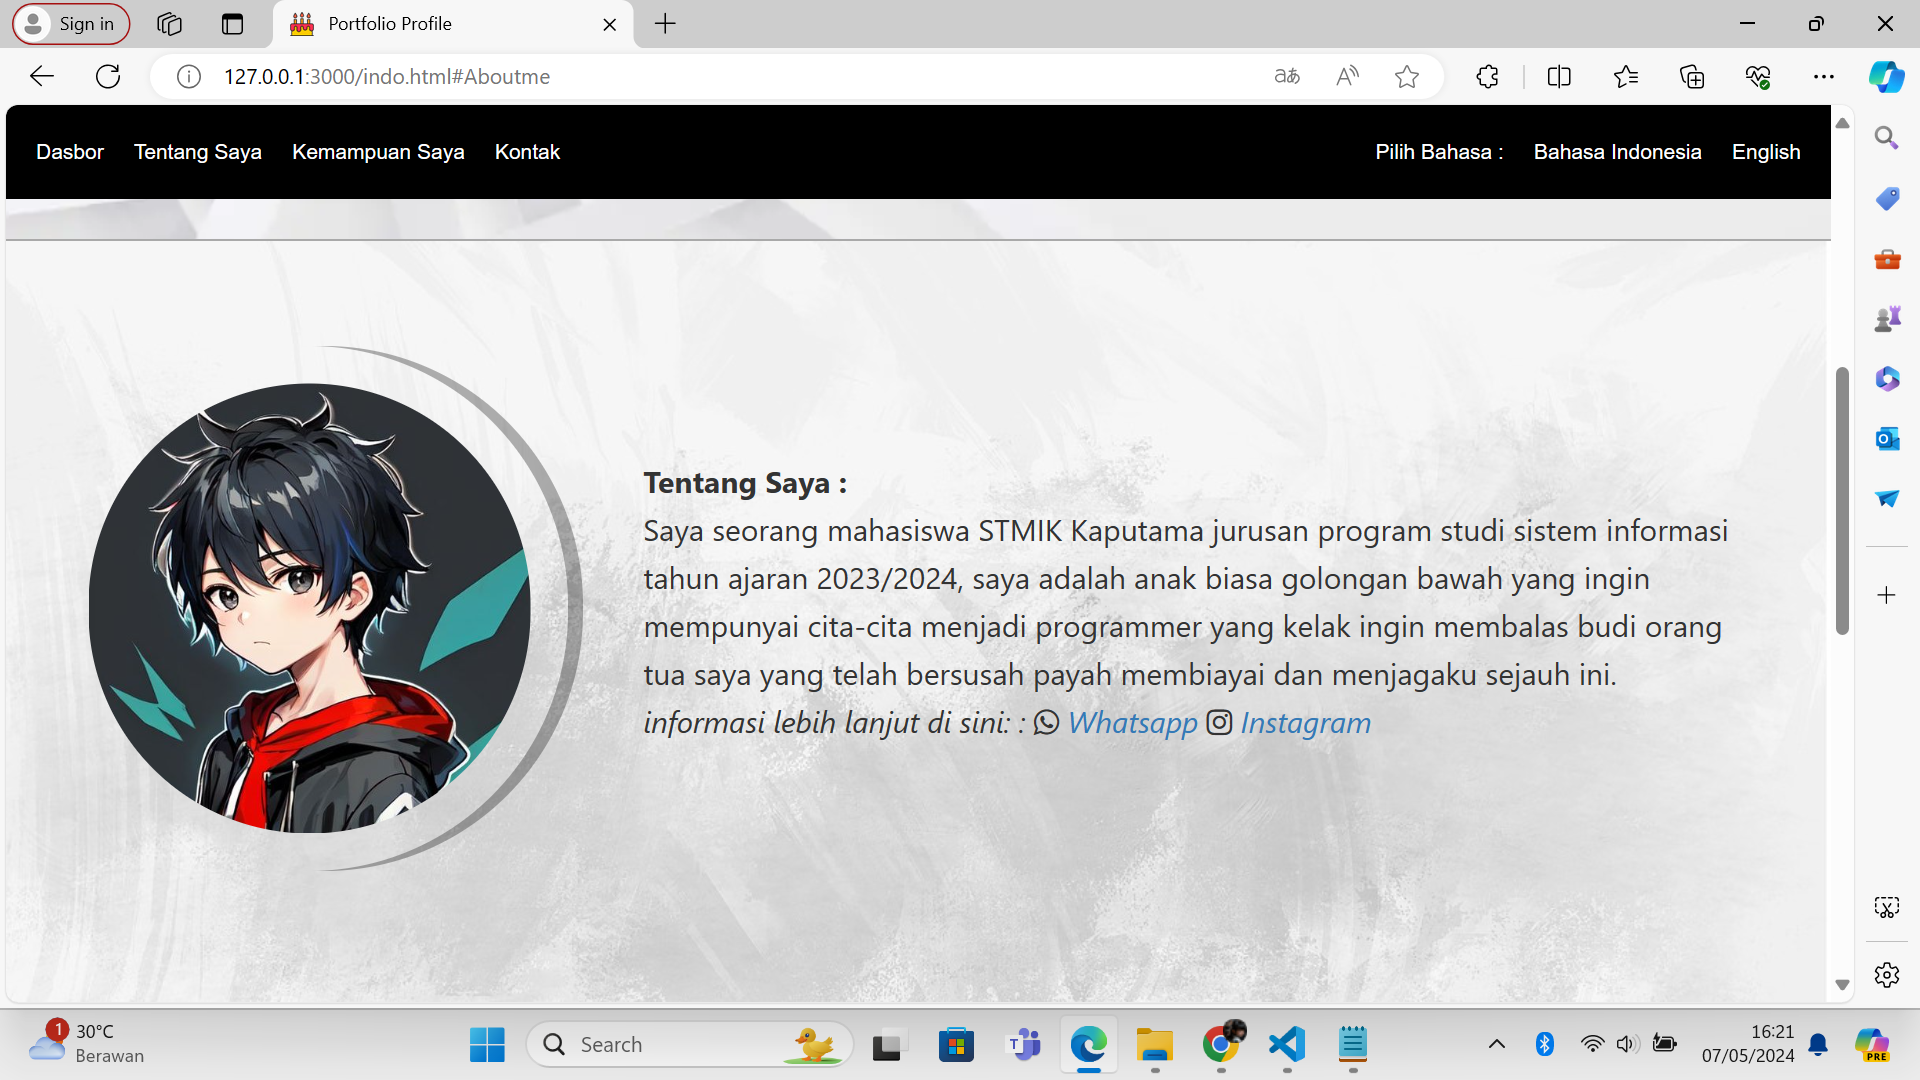 Sign in
Portfolio Profile
127.0.0.1:3000/indo.html#Aboutme
Dasbor Tentang Saya Kemampuan Saya Kontak Pilih Bahasa : Bahasa Indonesia English
Tentang Saya :
Saya seorang mahasiswa STMIK Kaputama jurusan program studi sistem informasi
tahun ajaran 2023/2024, saya adalah anak biasa golongan bawah yang ingin
mempunyai cita-cita menjadi programmer yang kelak ingin membalas budi orang
tua saya yang telah bersusah payah membiayai dan menjagaku sejauh ini.
informasi lebih lanjut di sini: : Whatsapp Instagram
1
30°C
Berawan
Search
16:21
07/05/2024
PRE